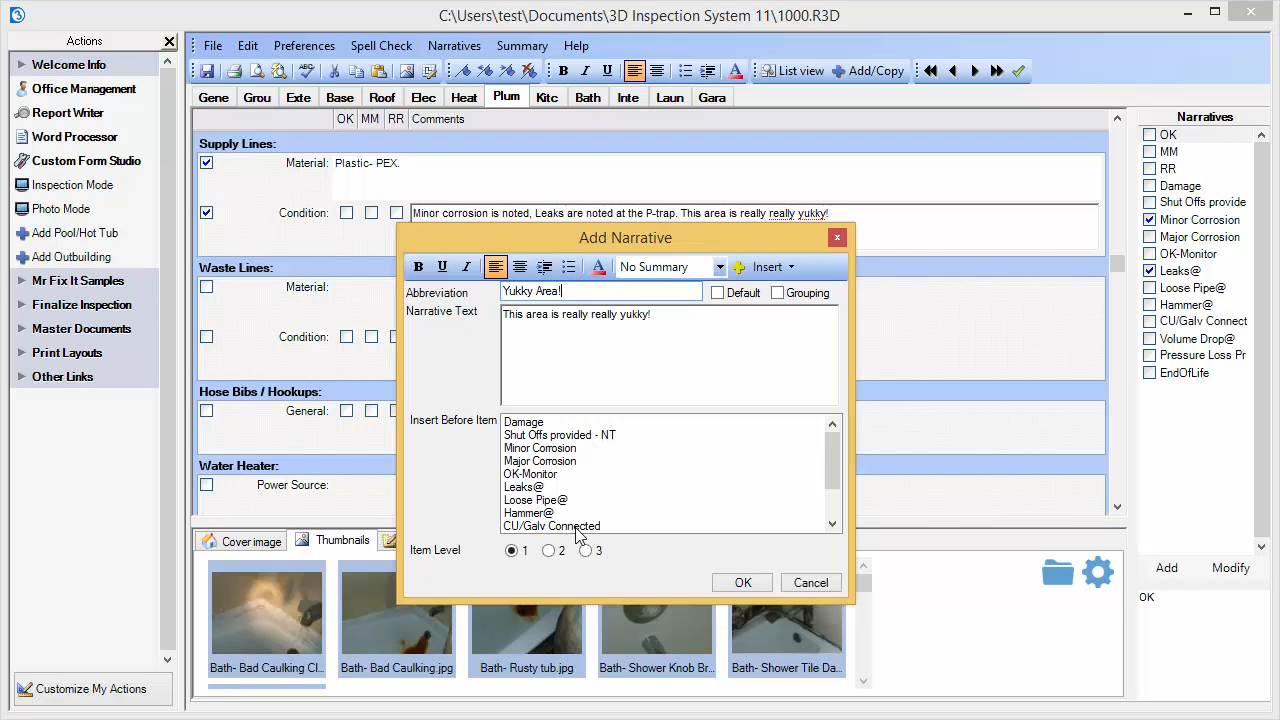 C:\Users\test\Documents\3D Inspection System 11\1000.R3D
Actions
Welcome Info
Office Management
Report Writer
Word Processor
Custom Form Studio
Inspection Mode
Photo Mode
Add Pool/Hot Tub
Add Outbuilding
Mr Fix It Samples
Finalize Inspection
Master Documents
Print Layouts
Other Links
Customize My Actions
File Edit Preferences Spell Check Narratives Summary Help
B I U A List view Add/Copy
Gene Grou Exte Base Roof Elec Heat Plum Kitc Bath Inte Laun Gara
OK MM RR Comments
Supply Lines:
Material: Plastic- PEX.
Condition: Minor corrosion is noted, Leaks are noted at the P-trap. This area is really really yukky!
Waste Lines:
Material:
Condition:
Hose Bibs / Hookups:
General:
Water Heater:
Power Source:
Add Narrative
B U I A No Summary Insert
Abbreviation Yukky Area! Default Grouping
Narrative Text This area is really really yukky!
Insert Before Item
Damage
Shut Offs provided - NT
Minor Corrosion
Major Corrosion
OK-Monitor
Leaks@
Loose Pipe@
Hammer@
CU/Galv Connected
Item Level 1 2 3
OK Cancel
Cover image Thumbnails
Bath- Bad Caulking Cl... Bath- Bad Caulking.jpg Bath- Rusty tub.jpg Bath- Shower Knob Br... Bath- Shower Tile Da...
Narratives
OK
MM
RR
Damage
Shut Offs provide
Minor Corrosion
Major Corrosion
OK-Monitor
Leaks@
Loose Pipe@
Hammer@
CU/Galv Connect
Volume Drop@
Pressure Loss Pr
EndOfLife
Add Modify
OK